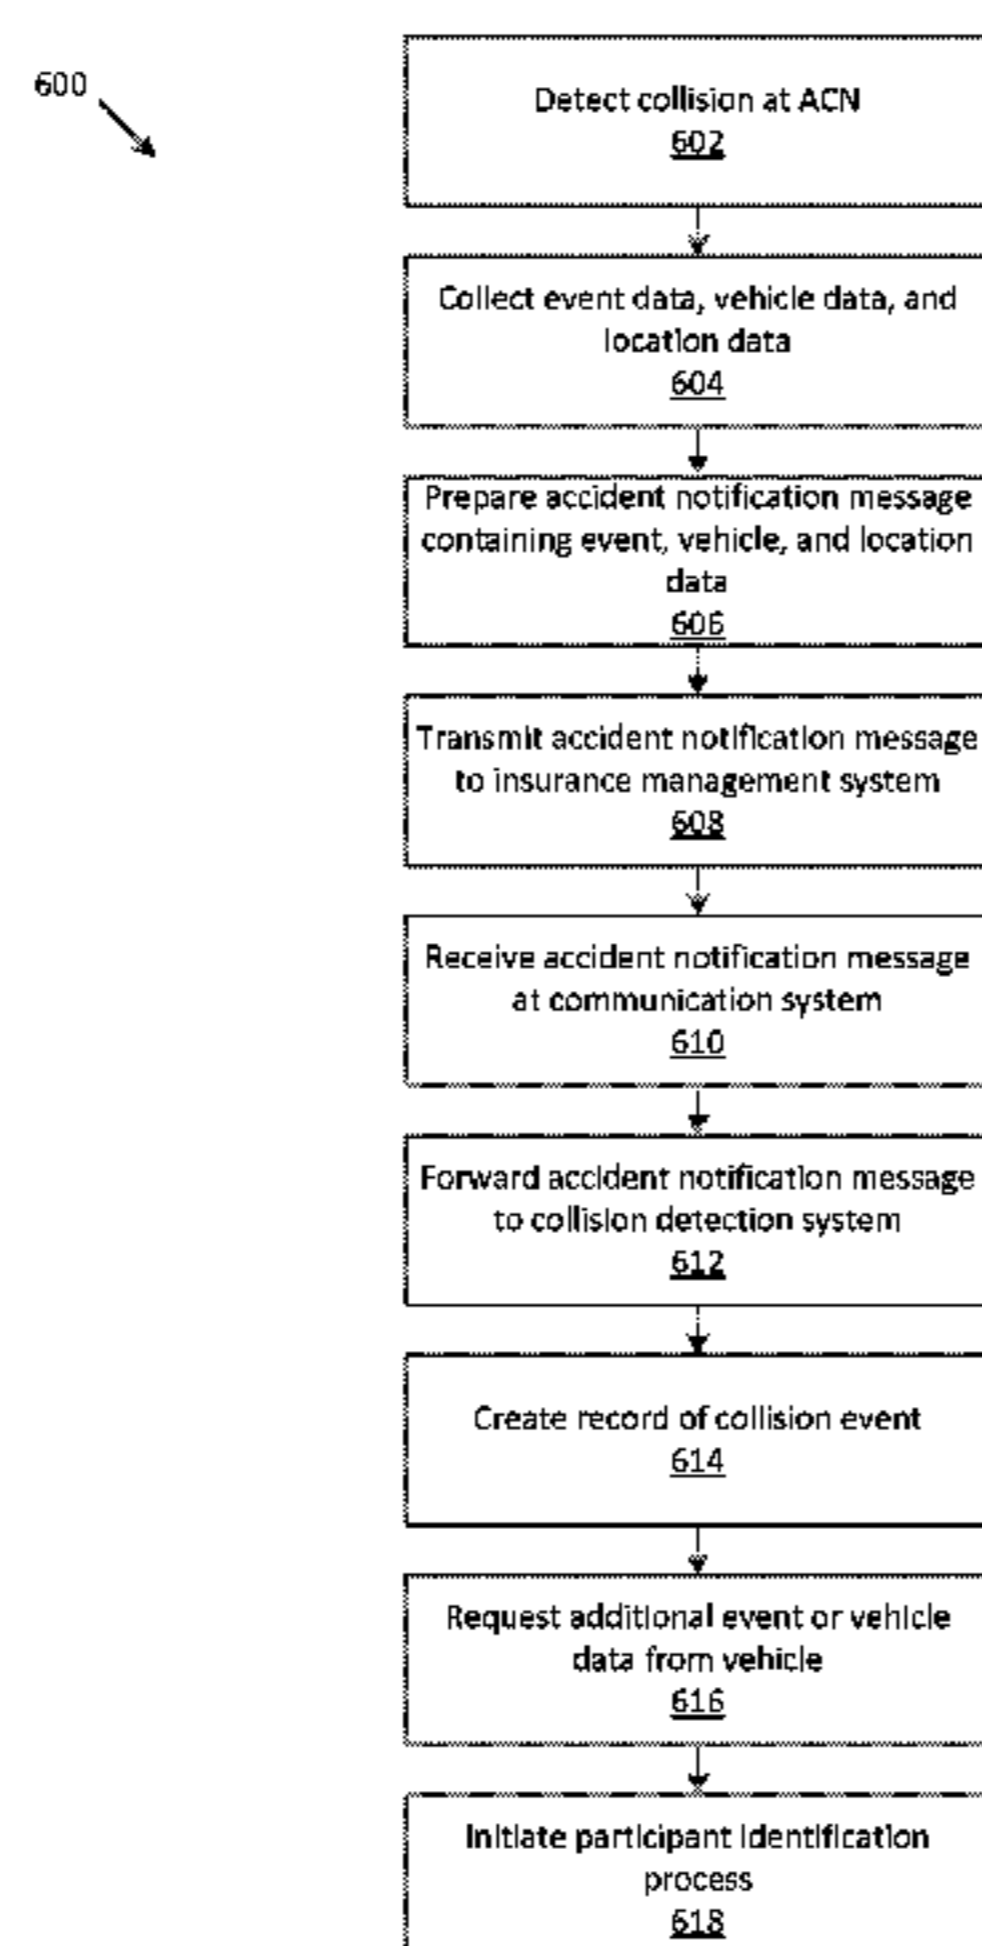 600
Detect collision at ACN
602
Collect event data, vehicle data, and
location data
604
Prepare accident notification message
containing event, vehicle, and location
data
606
Transmit accident notification message
to insurance management system
608
Receive accident notification message
at communication system
610
Forward accident notification message
to collision detection system
612
Create record of collision event
614
Request additional event or vehicle
data from vehicle
616
Initiate participant identification
process
618